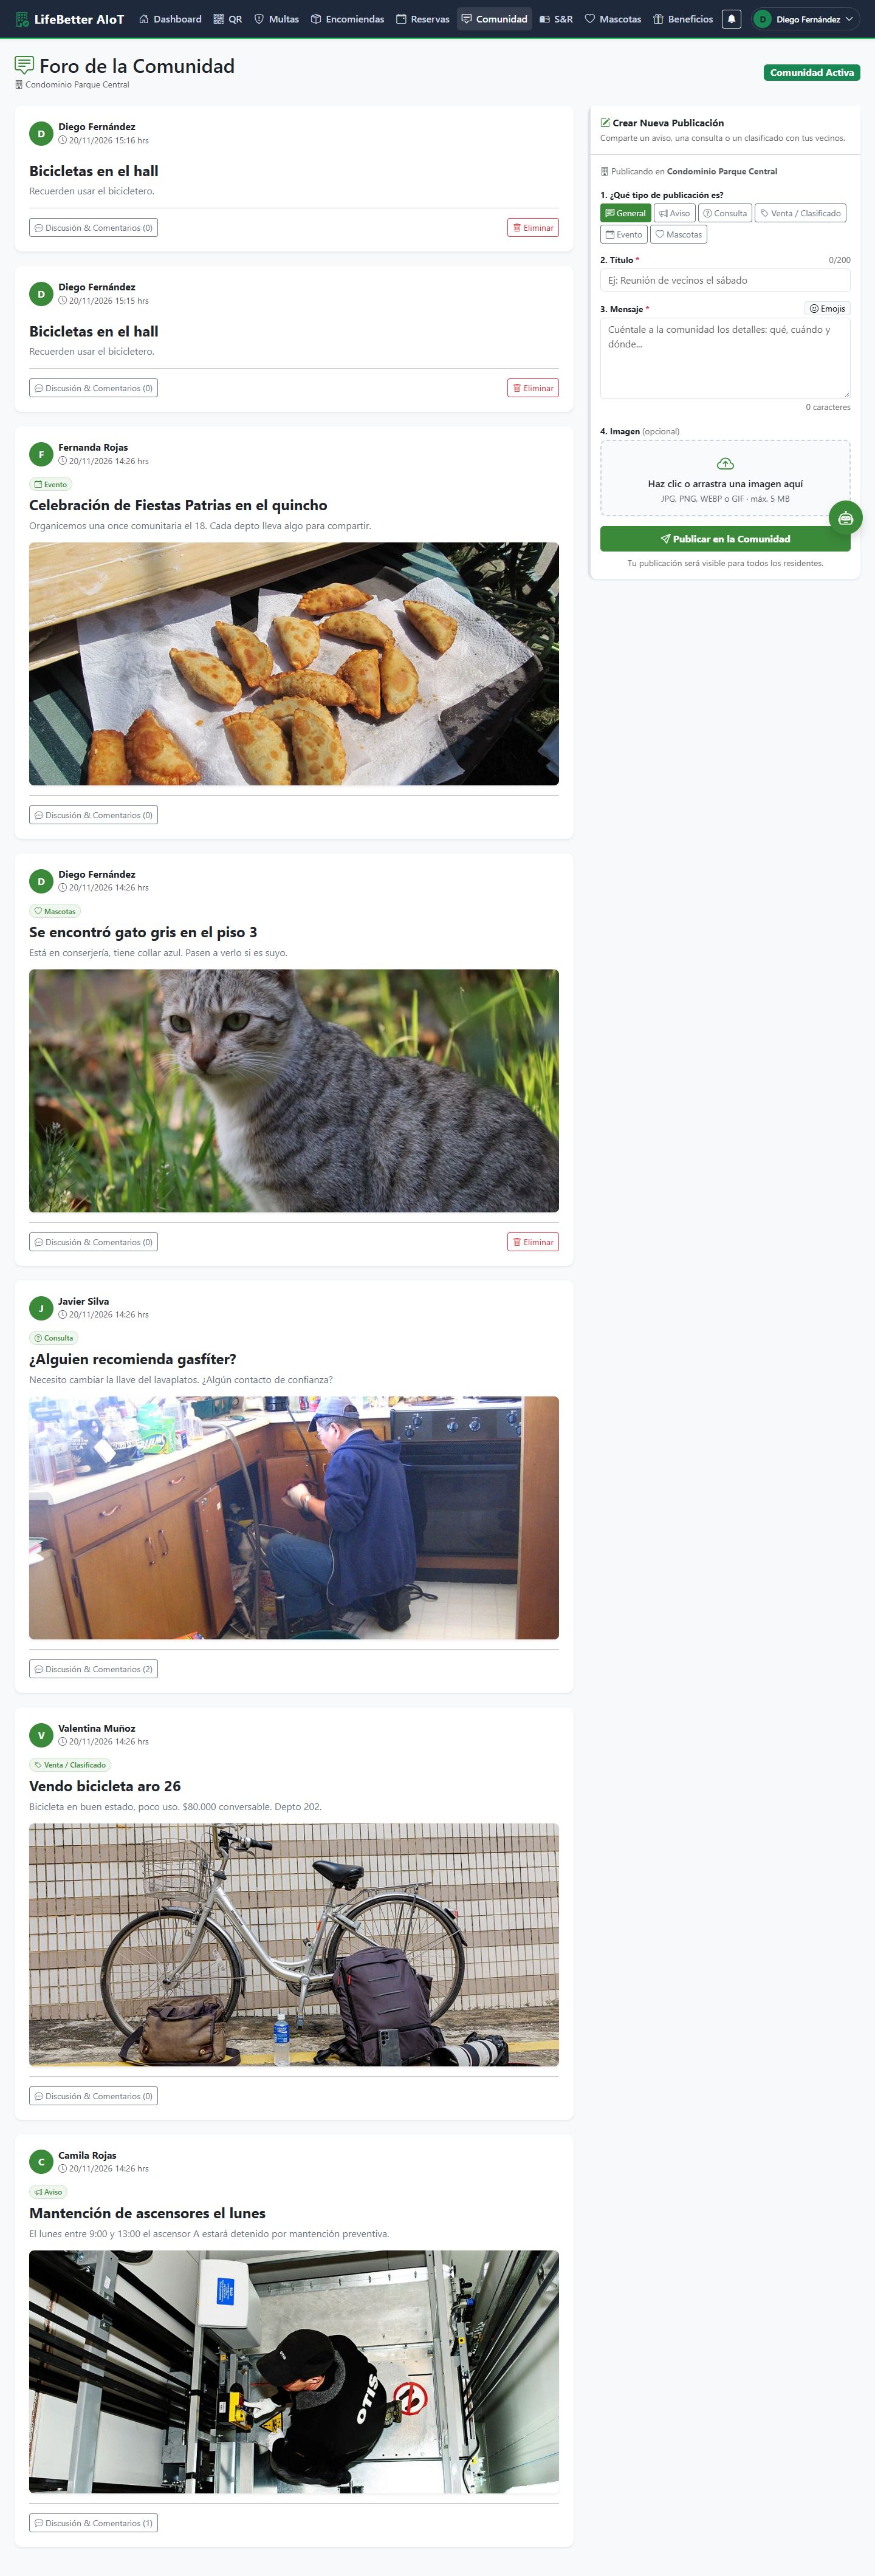 LifeBetter AIoT
Dashboard
QR
Multas
Encomiendas
Reservas
Comunidad
S&R
Mascotas
Beneficios
D
Diego Fernández
Foro de la Comunidad
Condominio Parque Central
Comunidad Activa
D
Diego Fernández
20/11/2026 15:16 hrs
Bicicletas en el hall
Recuerden usar el bicicletero.
Discusión & Comentarios (0)
Eliminar
D
Diego Fernández
20/11/2026 15:15 hrs
Bicicletas en el hall
Recuerden usar el bicicletero.
Discusión & Comentarios (0)
Eliminar
F
Fernanda Rojas
20/11/2026 14:26 hrs
Evento
Celebración de Fiestas Patrias en el quincho
Organicemos una once comunitaria el 18. Cada depto lleva algo para compartir.
Discusión & Comentarios (0)
D
Diego Fernández
20/11/2026 14:26 hrs
Mascotas
Se encontró gato gris en el piso 3
Está en conserjería, tiene collar azul. Pasen a verlo si es suyo.
Discusión & Comentarios (0)
Eliminar
J
Javier Silva
20/11/2026 14:26 hrs
Consulta
¿Alguien recomienda gasfíter?
Necesito cambiar la llave del lavaplatos. ¿Algún contacto de confianza?
Discusión & Comentarios (2)
V
Valentina Muñoz
20/11/2026 14:26 hrs
Venta / Clasificado
Vendo bicicleta aro 26
Bicicleta en buen estado, poco uso. $80.000 conversable. Depto 202.
Discusión & Comentarios (0)
C
Camila Rojas
20/11/2026 14:26 hrs
Aviso
Mantención de ascensores el lunes
El lunes entre 9:00 y 13:00 el ascensor A estará detenido por mantención preventiva.
OTIS
Discusión & Comentarios (1)
Crear Nueva Publicación
Comparte un aviso, una consulta o un clasificado con tus vecinos.
Publicando en Condominio Parque Central
1. ¿Qué tipo de publicación es?
General
Aviso
Consulta
Venta / Clasificado
Evento
Mascotas
2. Título *
0/200
Ej: Reunión de vecinos el sábado
3. Mensaje *
Emojis
Cuéntale a la comunidad los detalles: qué, cuándo y
dónde...
0 caracteres
4. Imagen (opcional)
Haz clic o arrastra una imagen aquí
JPG, PNG, WEBP o GIF · máx. 5 MB
Publicar en la Comunidad
Tu publicación será visible para todos los residentes.